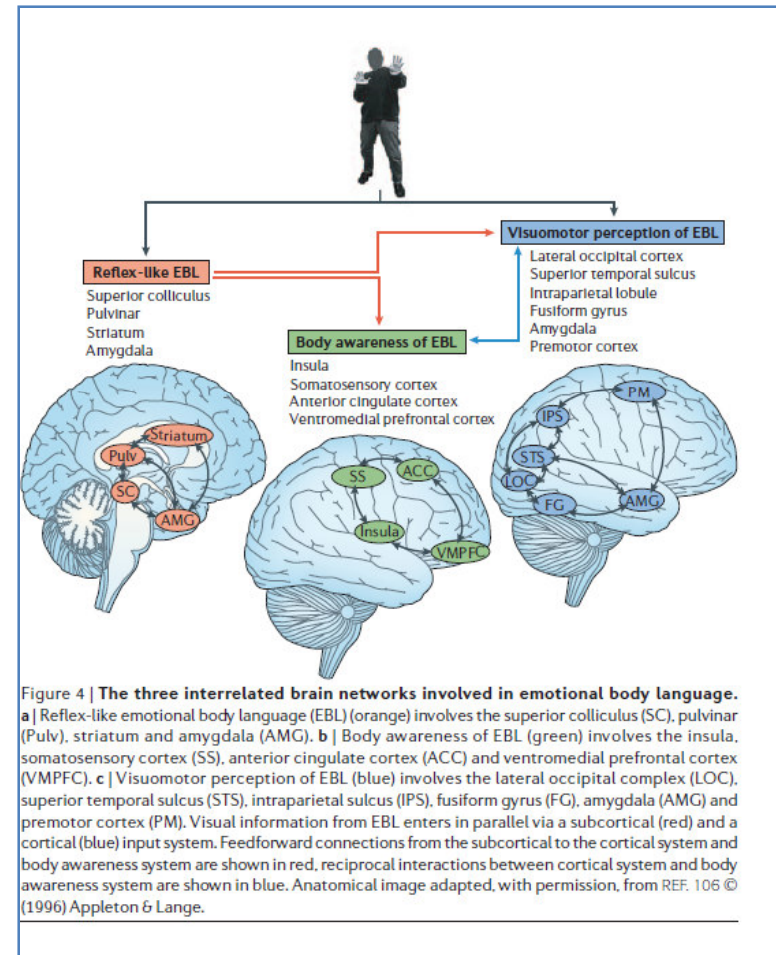 Visuomotor perception of EBL
Lateral occipital cortex
Superior temporal sulcus
Intraparietal lobule
Fusiform gyrus
Amygdala
Premotor cortex
Reflex-like EBL
Superior colliculus
Pulvinar
Striatum
Amygdala
Body awareness of EBL
Insula
Somatosensory cortex
Anterior cingulate cortex
Ventromedial prefrontal cortex
Striatum
Pulv
SC
AMG
SS
ACC
Insula
VMPFC
PM
IPS
STS
LOC
FG
AMG
Figure 4 | The three interrelated brain networks involved in emotional body language.
a | Reflex-like emotional body language (EBL) (orange) involves the superior colliculus (SC), pulvinar
(Pulv), striatum and amygdala (AMG). b | Body awareness of EBL (green) involves the insula,
somatosensory cortex (SS), anterior cingulate cortex (ACC) and ventromedial prefrontal cortex
(VMPFC). c | Visuomotor perception of EBL (blue) involves the lateral occipital complex (LOC),
superior temporal sulcus (STS), intraparietal sulcus (IPS), fusiform gyrus (FG), amygdala (AMG) and
premotor cortex (PM). Visual information from EBL enters in parallel via a subcortical (red) and a
cortical (blue) input system. Feedforward connections from the subcortical to the cortical system and
body awareness system are shown in red, reciprocal interactions between cortical system and body
awareness system are shown in blue. Anatomical image adapted, with permission, from REF. 106 ©
(1996) Appleton & Lange.